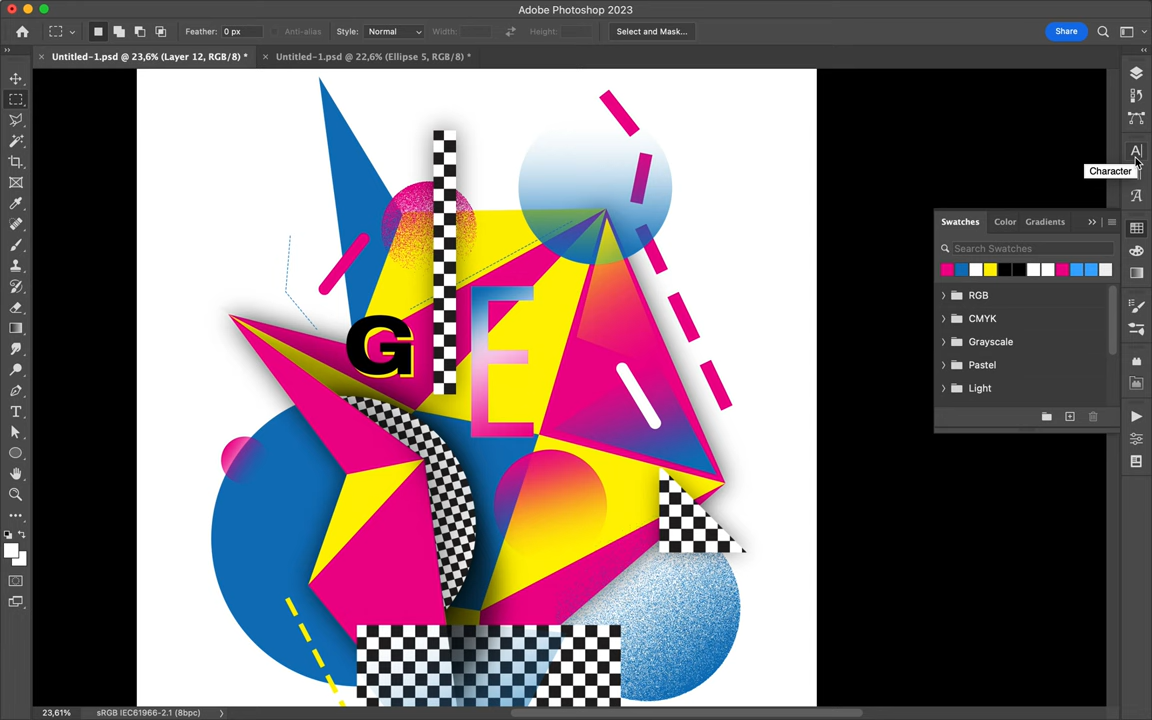 Adobe Photoshop 2023
Feather: 0 px Anti-alias Style: Normal Width: Height: Select and Mask... Share
Untitled-1.psd @ 23,6% (Layer 12, RGB/8) * Untitled-1.psd @ 22,6% (Ellipse 5, RGB/8) *
Character
Swatches Color Gradients
Search Swatches
RGB
CMYK
Grayscale
Pastel
Light
G E
23,61% sRGB IEC61966-2.1 (8bpc)